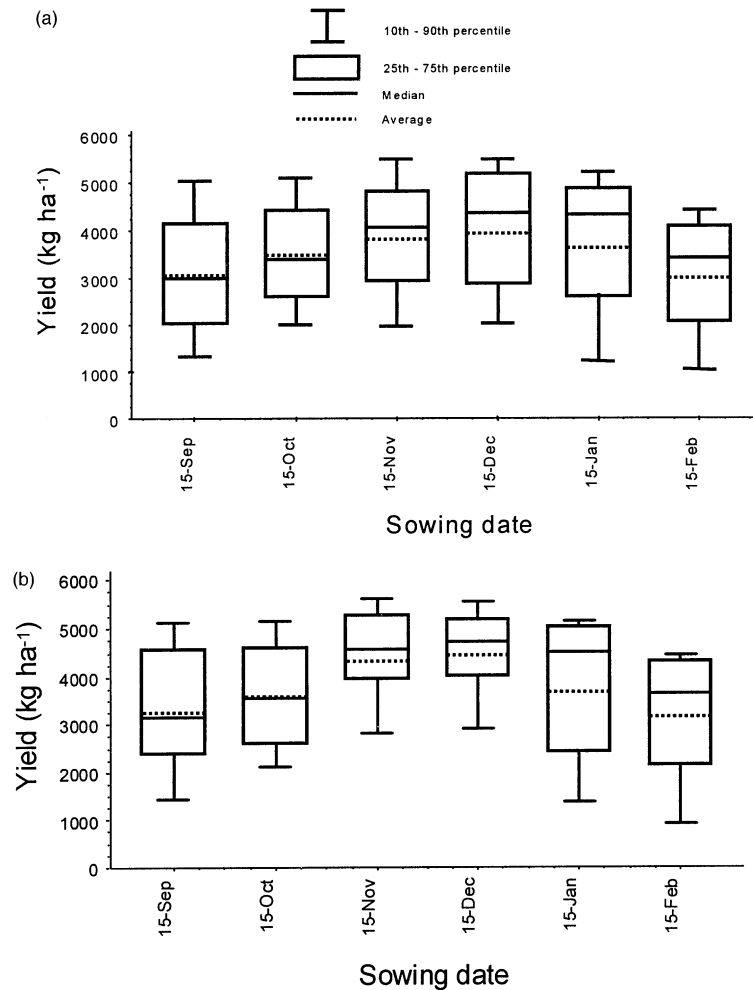 (a)
10th - 90th percentile
25th - 75th percentile
Median
Average
6000
5000
4000
3000
2000
1000
0
Yield (kg ha⁻¹)
15-Sep
15-Oct
15-Nov
15-Dec
15-Jan
15-Feb
Sowing date
(b)
6000
5000
4000
3000
2000
1000
0
Yield (kg ha⁻¹)
15-Sep
15-Oct
15-Nov
15-Dec
15-Jan
15-Feb
Sowing date